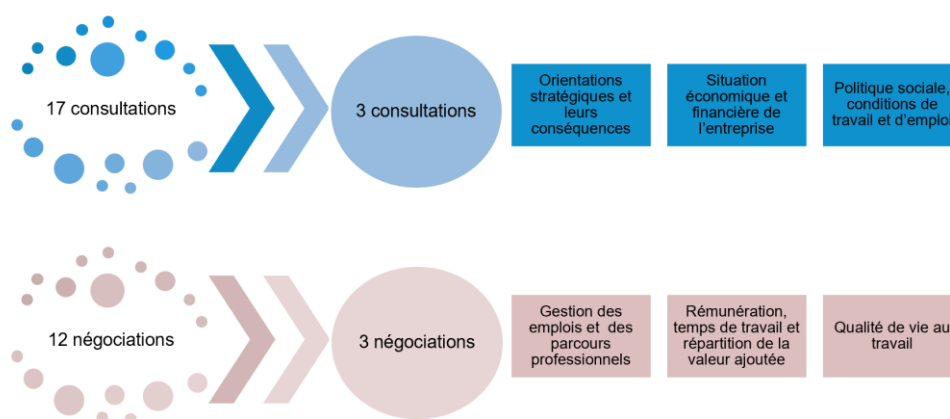 17 consultations
3 consultations
Orientations
stratégiques et
leurs
conséquences
Situation
économique et
financière de
l'entreprise
Politique sociale,
conditions de
travail et d'emploi
12 négociations
3 négociations
Gestion des
emplois et des
parcours
professionnels
Rémunération,
temps de travail et
répartition de la
valeur ajoutée
Qualité de vie au
travail